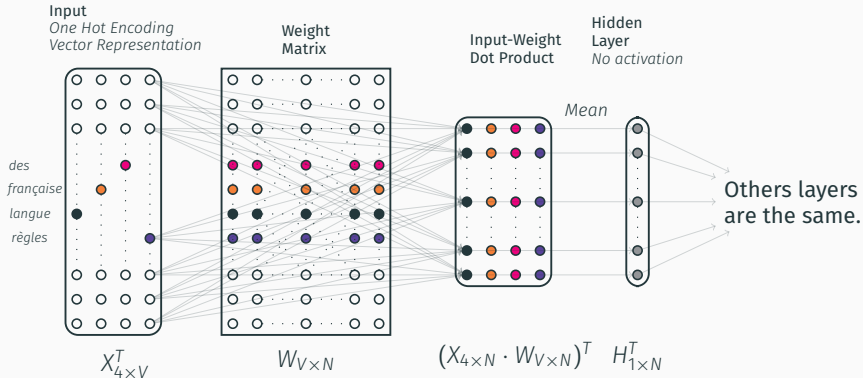 Input
One Hot Encoding
Vector Representation
Weight
Matrix
Input-Weight
Dot Product
Hidden
Layer
No activation
Mean
des
française
langue
règles
Others layers
are the same.
X^T_{4×V}
W_{V×N}
(X_{4×N} · W_{V×N})^T
H^T_{1×N}